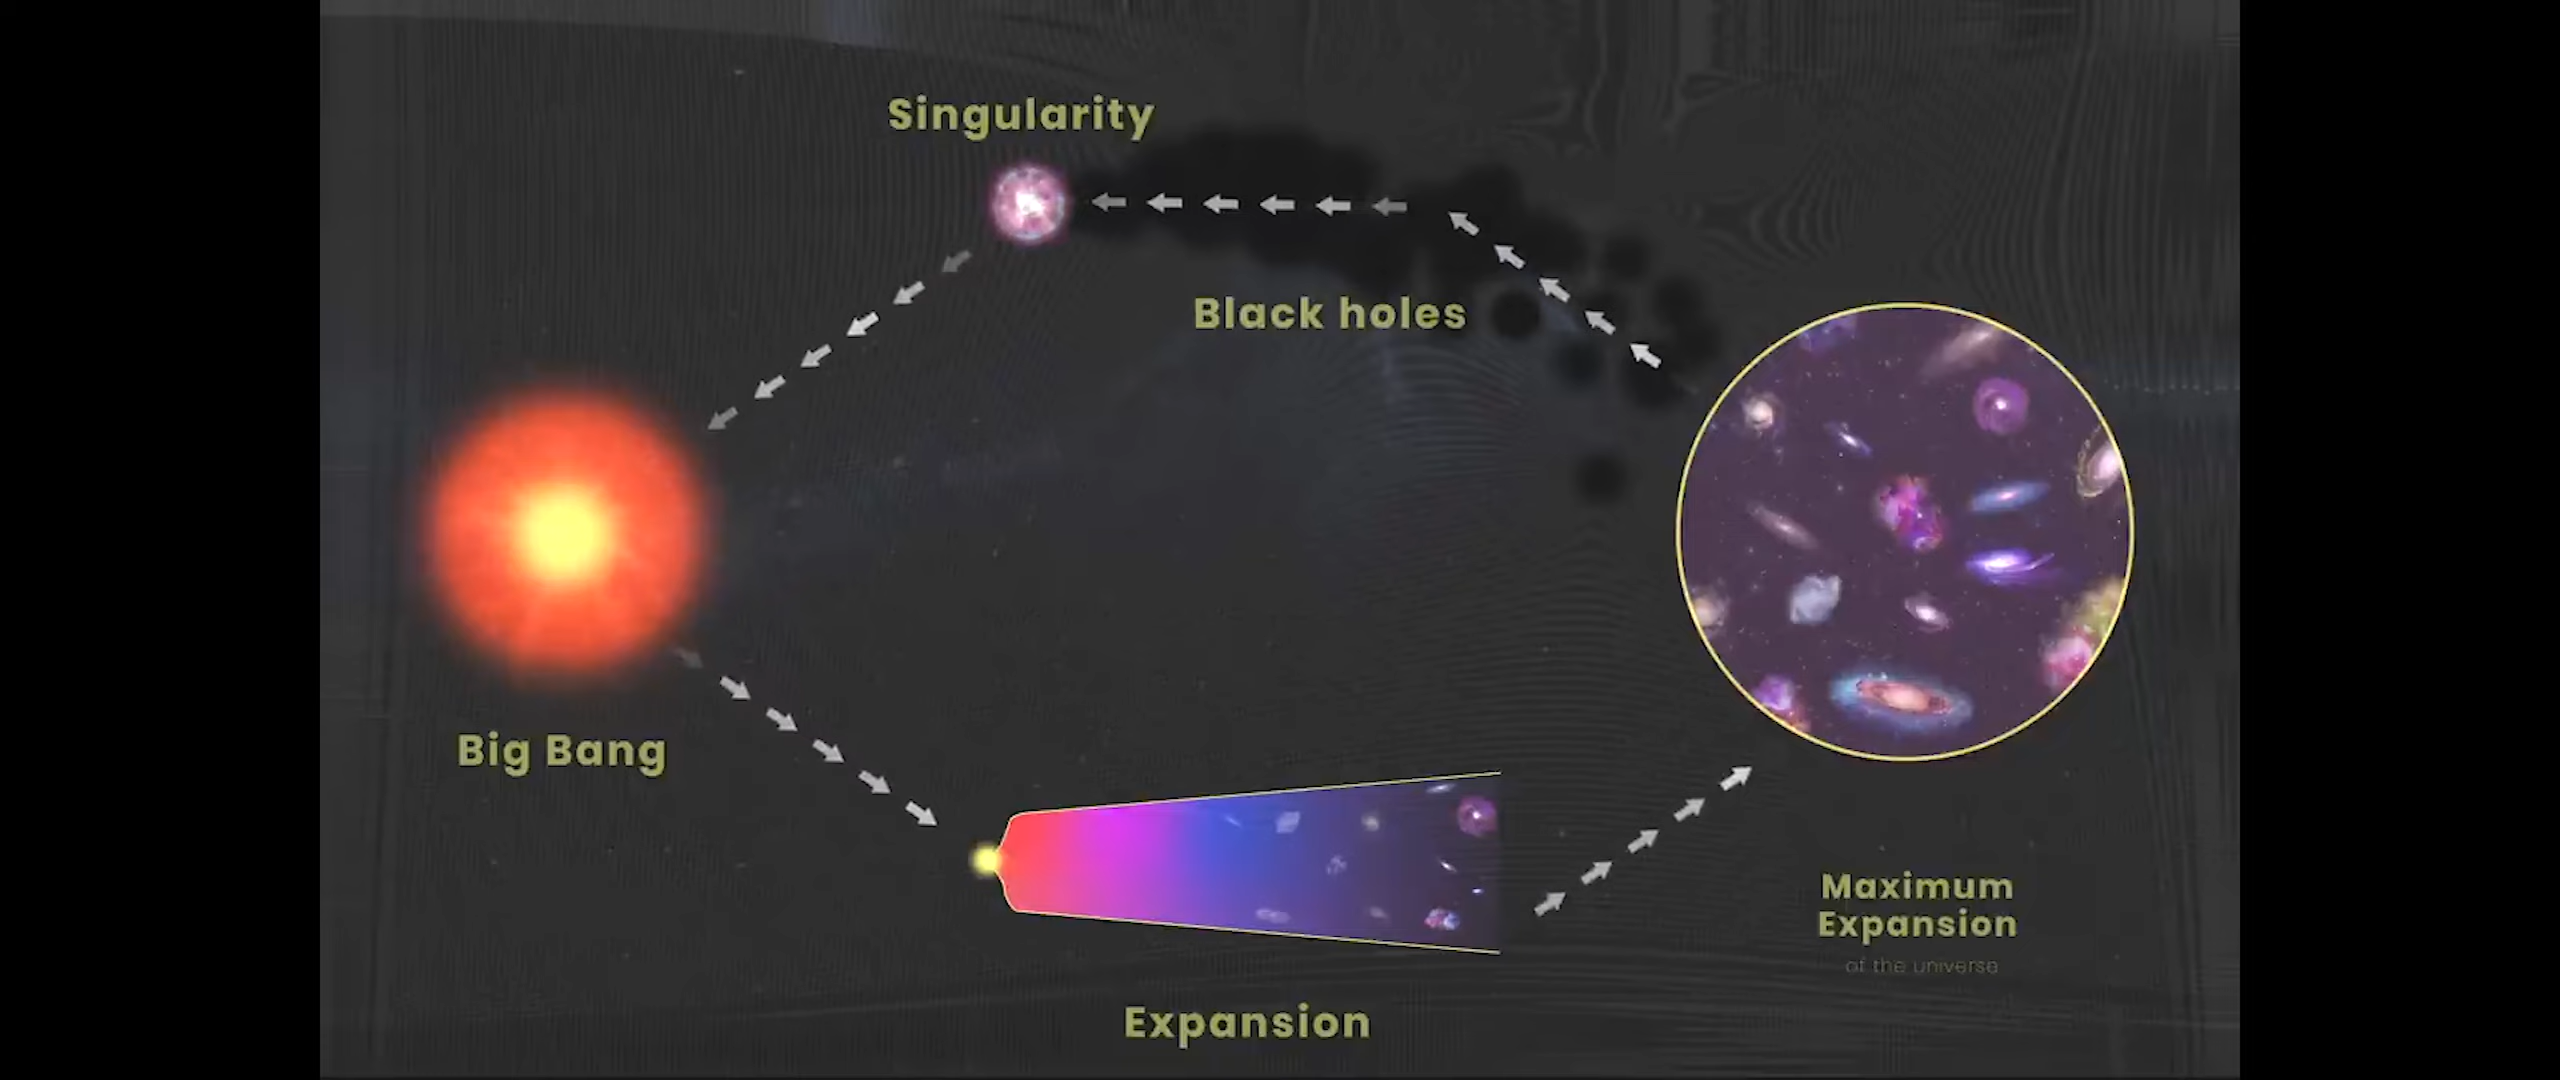 Singularity
Black holes
Big Bang
Maximum
Expansion
of the universe
Expansion